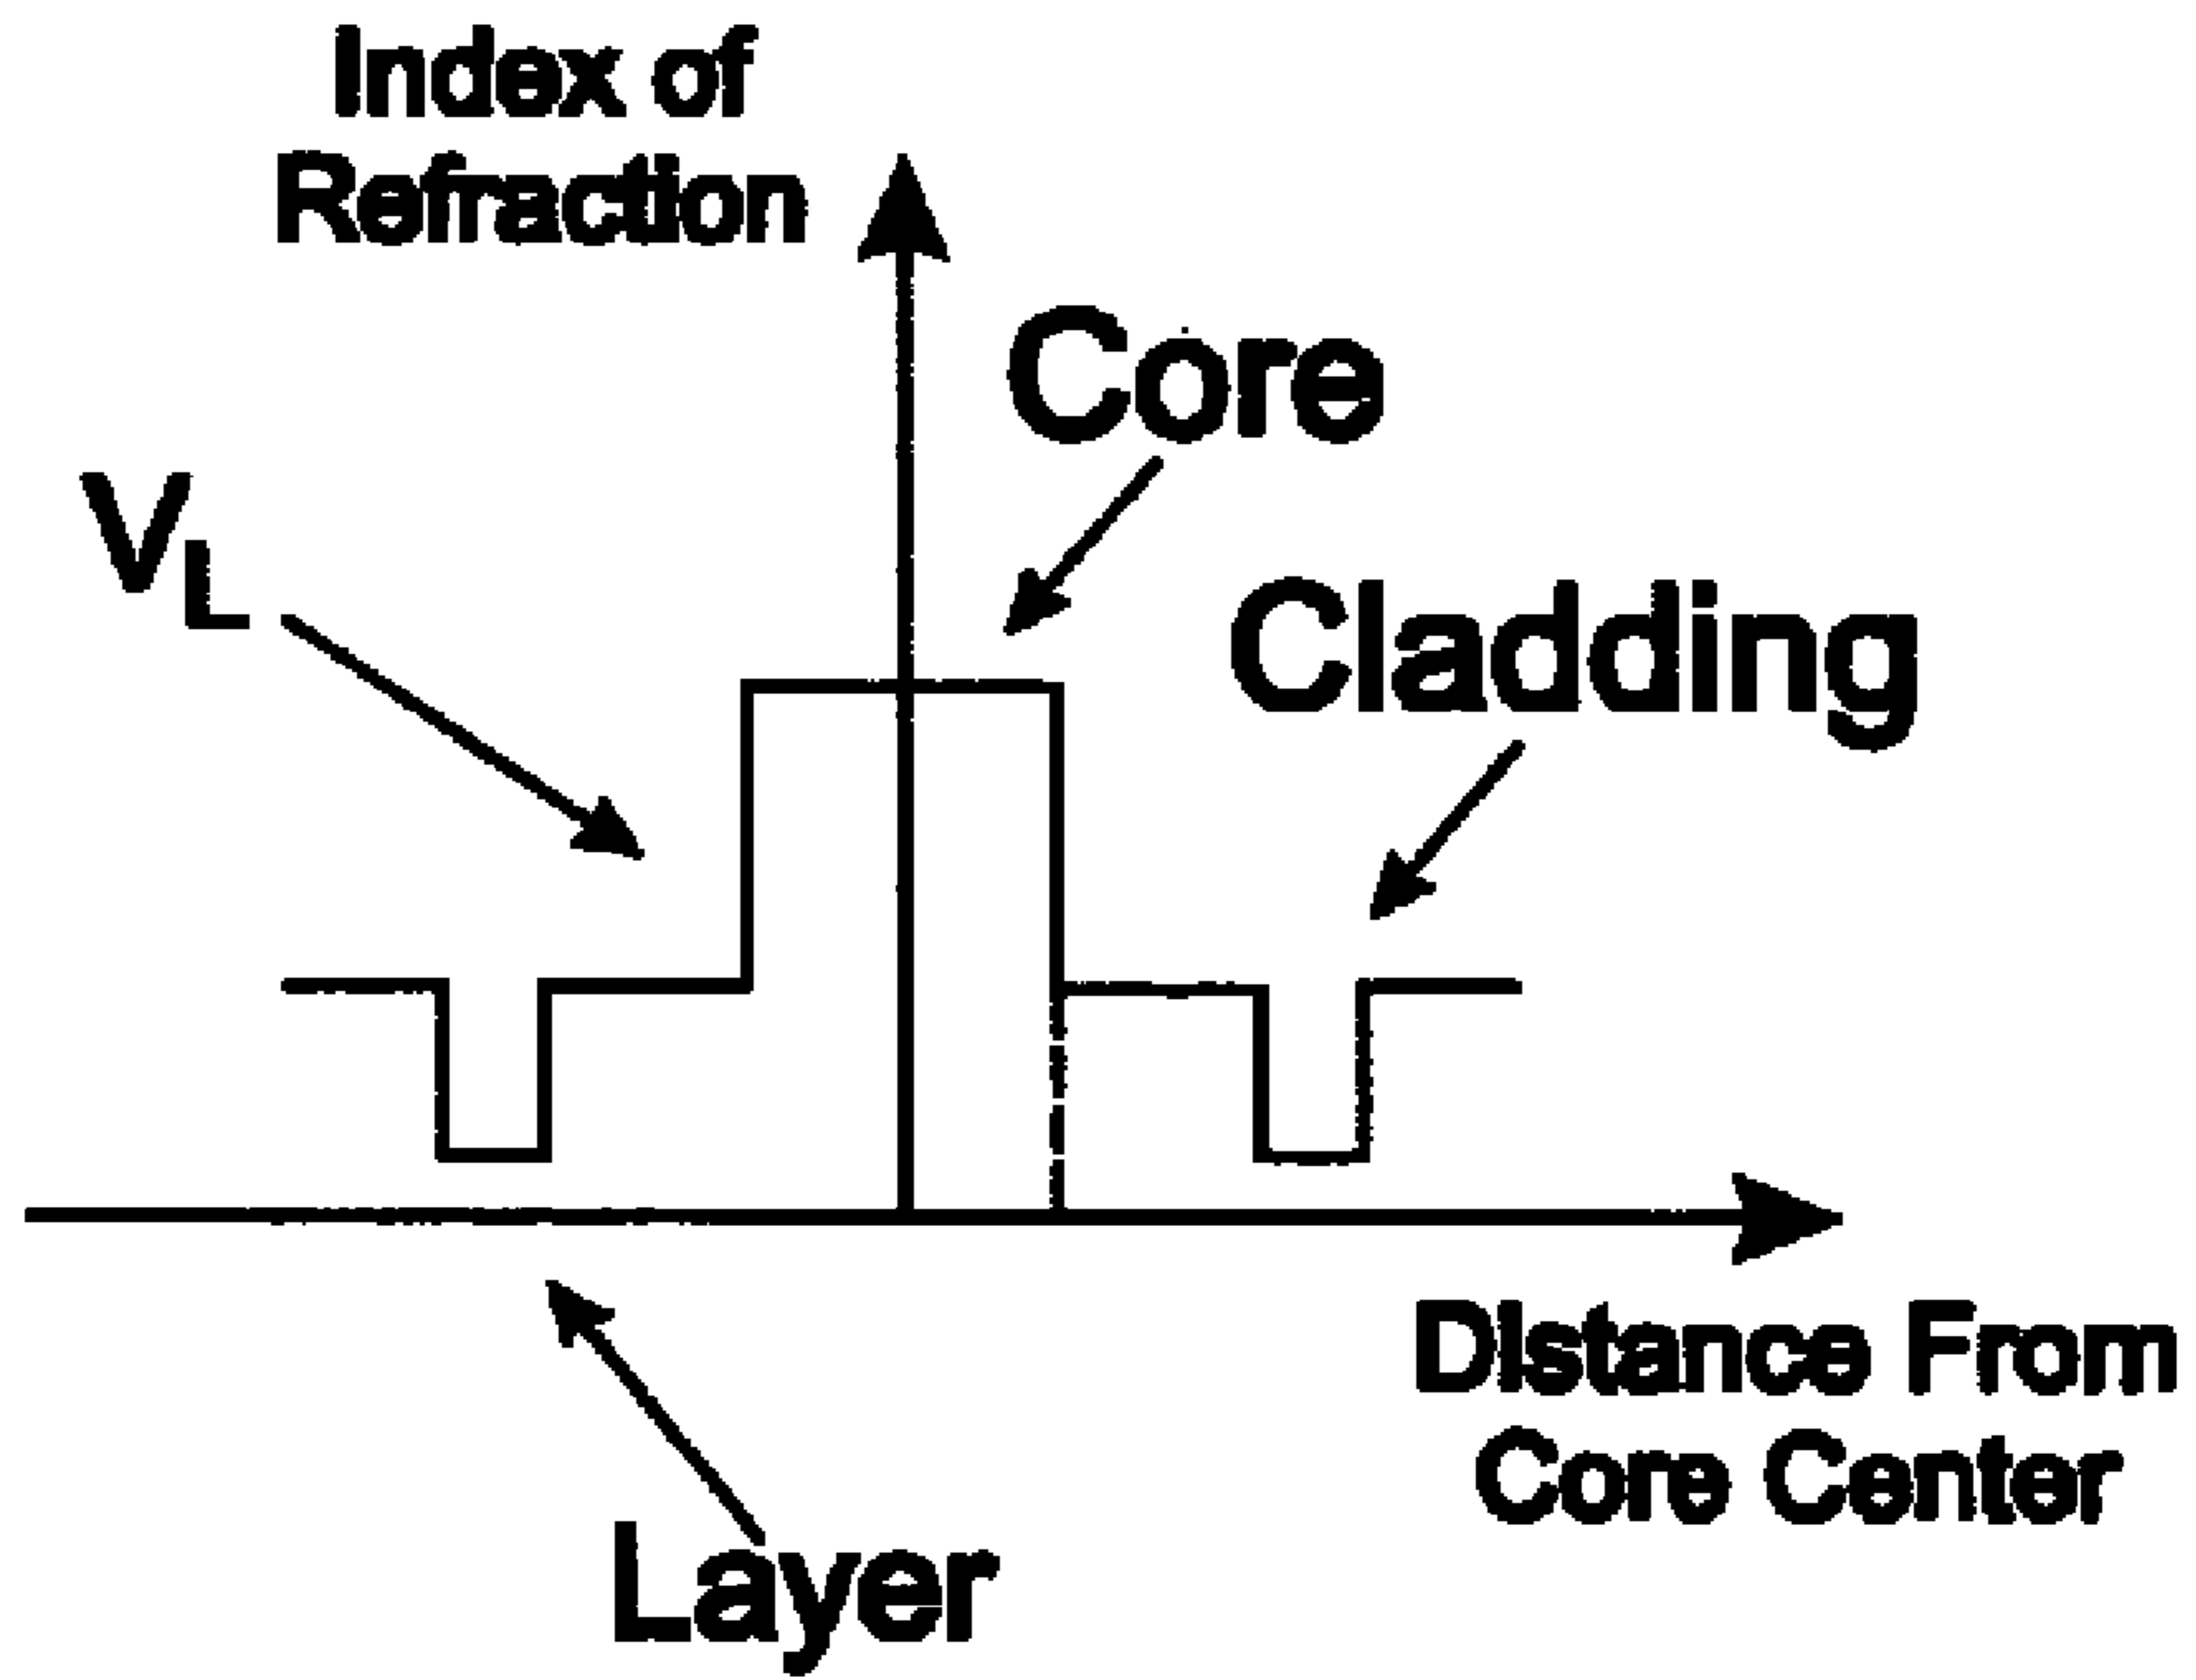 Index of
Refraction
Core
VL
Cladding
Distance From
Core Center
Layer